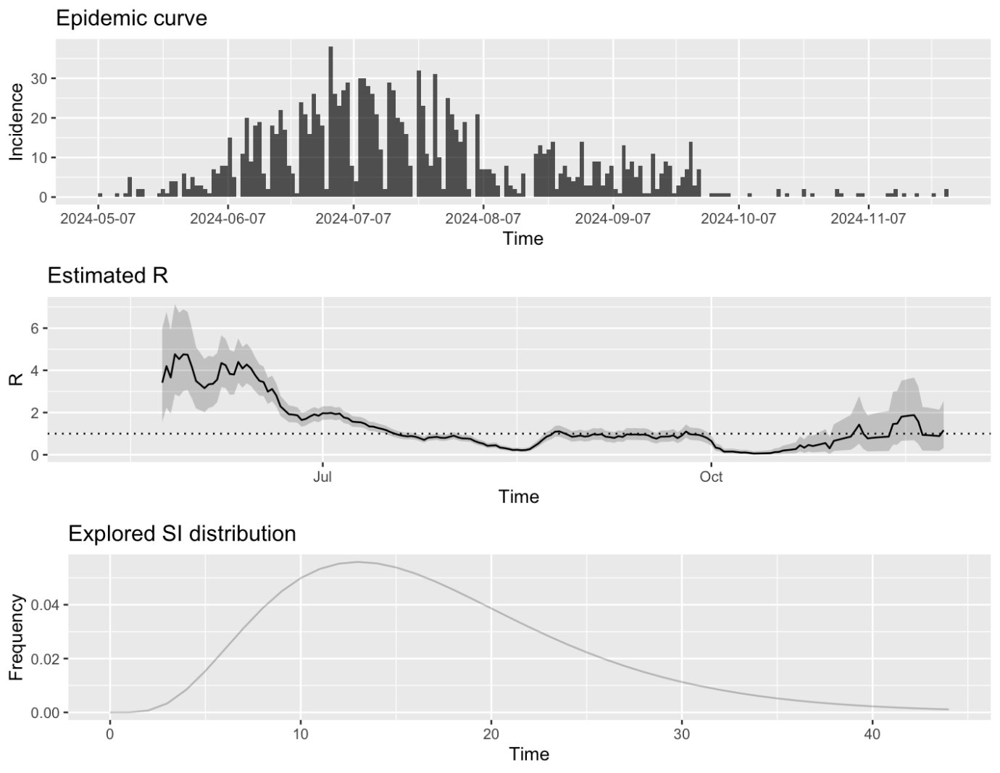 Epidemic curve
Incidence
30
20
10
0
2024-05-07 2024-06-07 2024-07-07 2024-08-07 2024-09-07 2024-10-07 2024-11-07
Time
Estimated R
R
6
4
2
0
Jul Oct
Time
Explored SI distribution
Frequency
0.04
0.02
0.00
0 10 20 30 40
Time